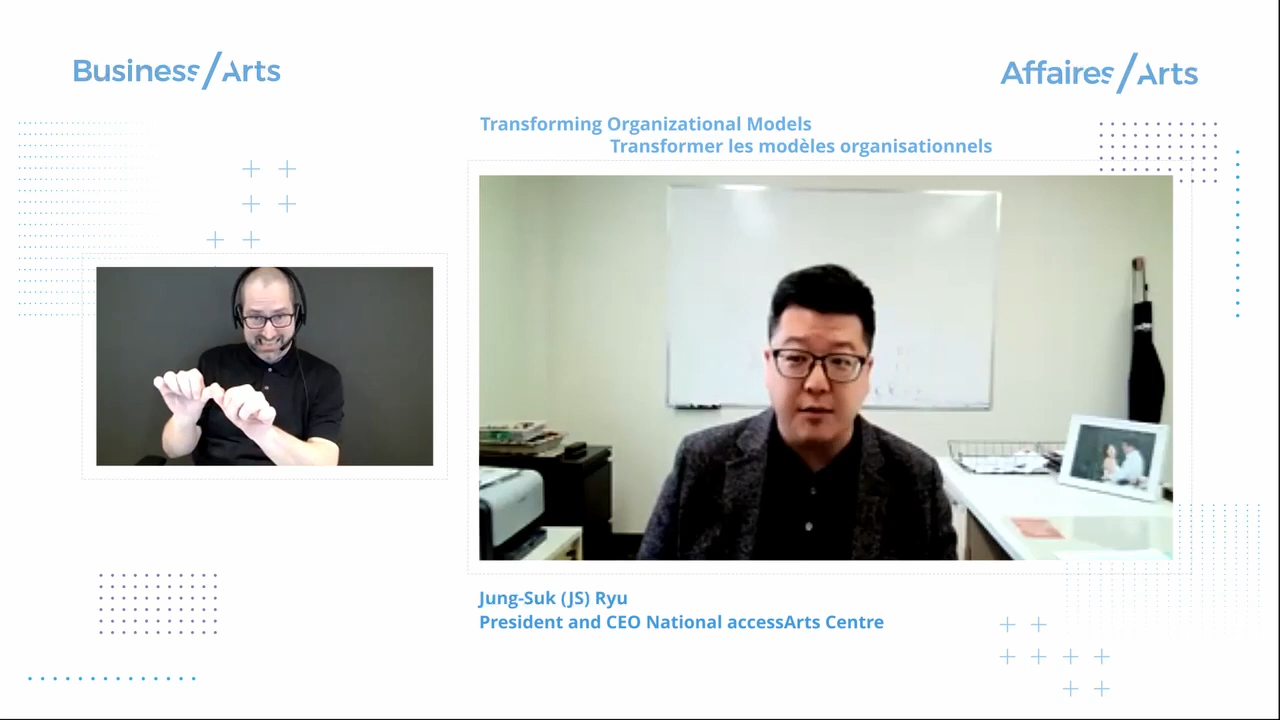 Business/Arts
Affaires/Arts
Transforming Organizational Models
Transformer les modèles organisationnels
Jung-Suk (JS) Ryu
President and CEO National accessArts Centre